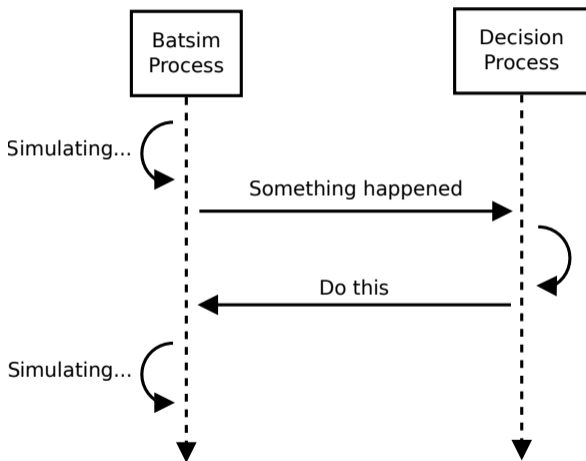 Batsim
Process
Decision
Process
Simulating...
Something happened
Do this
Simulating...